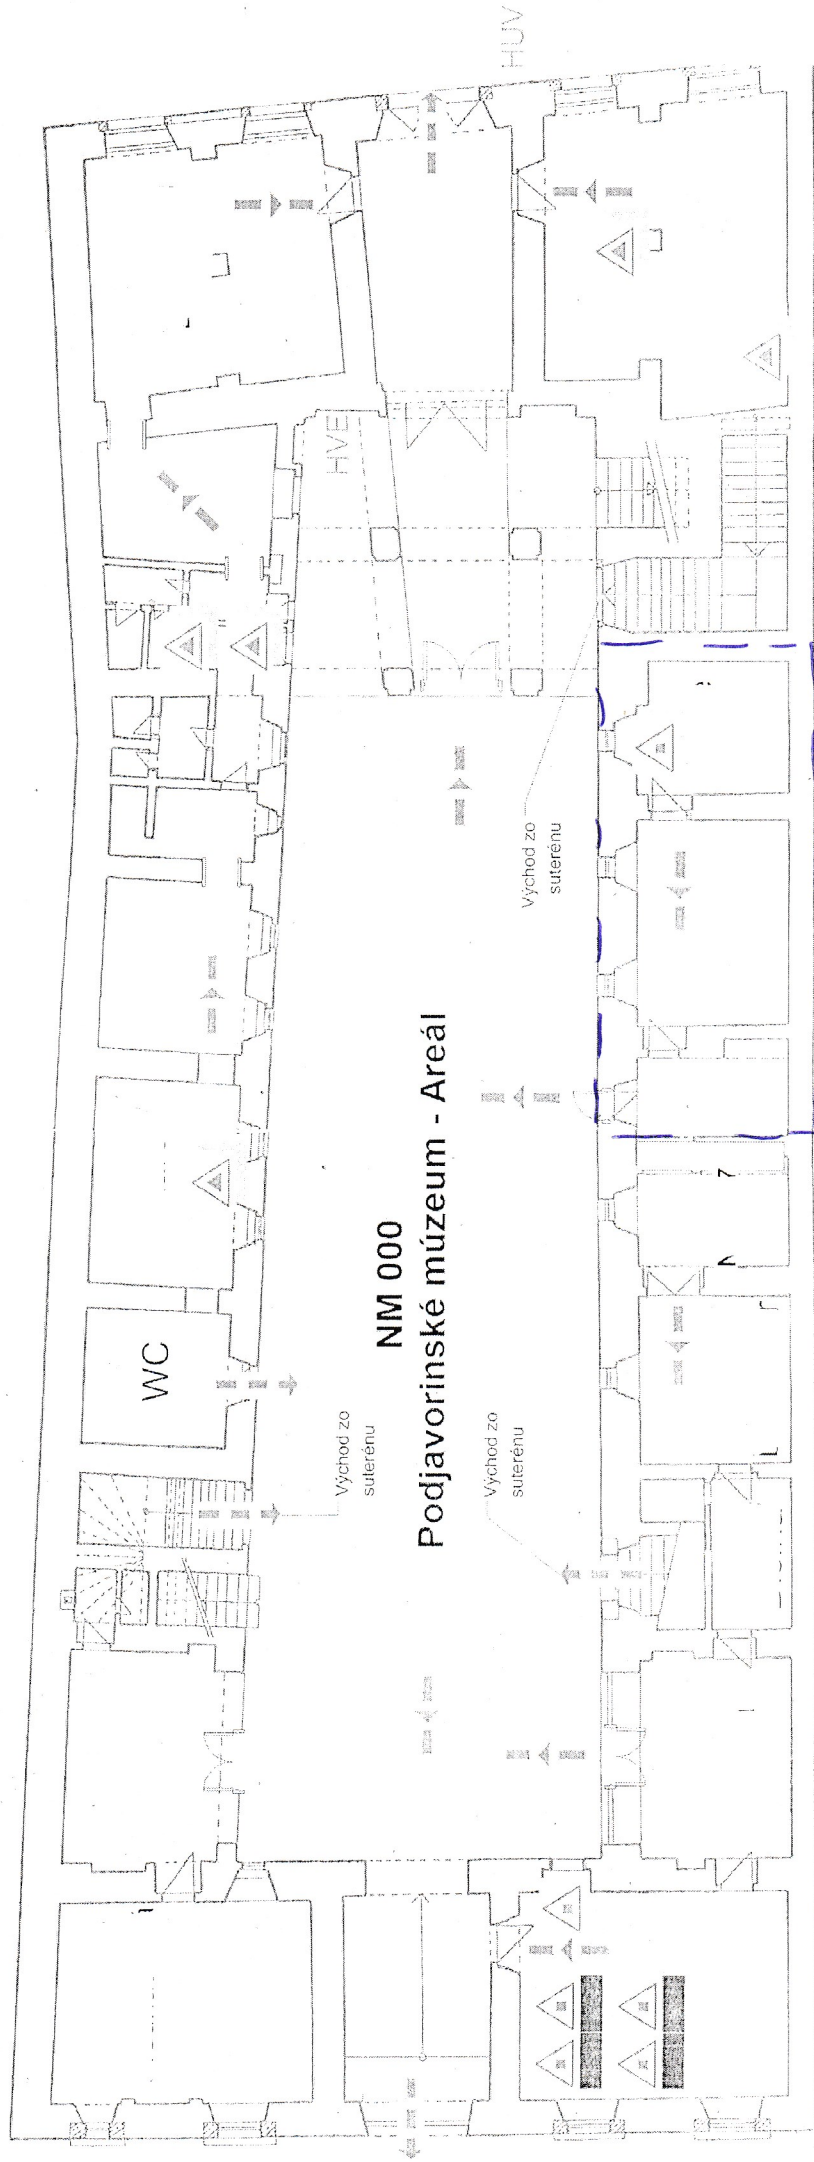 HUV
HVE
WC
Východ zo
suterénu
NM 000
Podjavorinské múzeum - Areál
Východ zo
suterénu
Východ zo
suterénu